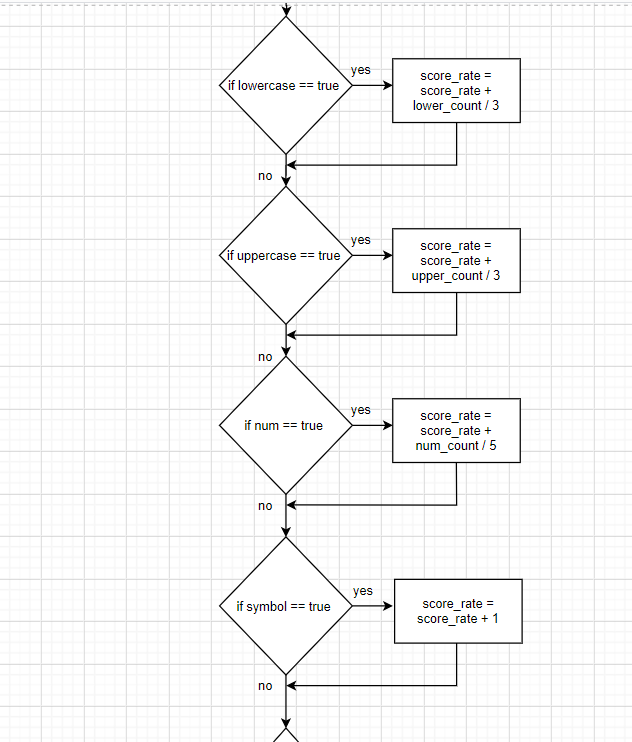 if lowercase == true
yes
score_rate =
score_rate +
lower_count / 3
no
if uppercase == true
yes
score_rate =
score_rate +
upper_count / 3
no
if num == true
yes
score_rate =
score_rate +
num_count / 5
no
if symbol == true
yes
score_rate =
score_rate + 1
no